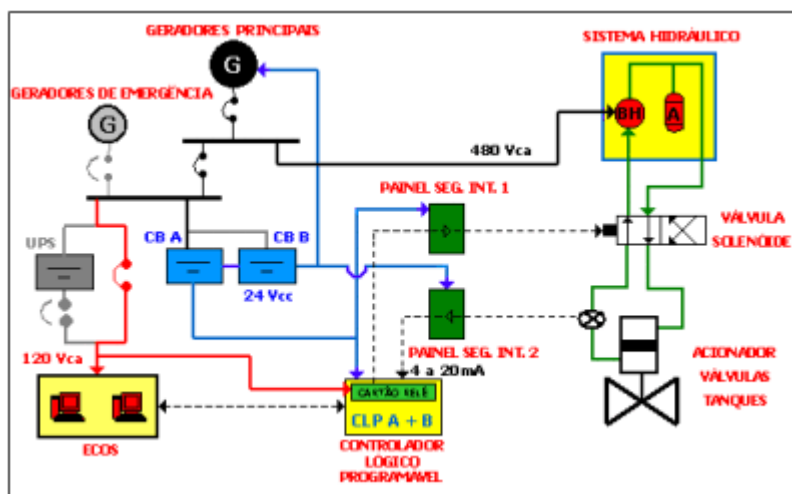 GERADORES PRINCIPAIS
G
SISTEMA HIDRÁULICO
GERADORES DE EMERGÊNCIA
G
BH
A
480 Vca
PAINEL SEG. INT. 1
VÁLVULA
SOLENÓIDE
UPS
CB A
CB B
24 Vcc
PAINEL SEG. INT. 2
120 Vca
4 a 20mA
ACIONADOR
VÁLVULAS
TANQUES
CARTÃO RELÉ
CLP A + B
ECOS
CONTROLADOR
LÓGICO
PROGRAMÁVEL